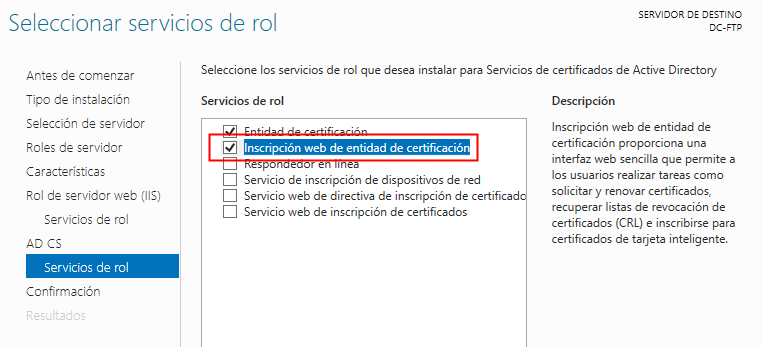 Seleccionar servicios de rol
SERVIDOR DE DESTINO
DC-FTP
Antes de comenzar
Tipo de instalación
Selección de servidor
Roles de servidor
Características
Rol de servidor web (IIS)
Servicios de rol
AD CS
Servicios de rol
Confirmación
Resultados
Seleccione los servicios de rol que desea instalar para Servicios de certificados de Active Directory
Servicios de rol
Entidad de certificación
Inscripción web de entidad de certificación
Respondedor en línea
Servicio de inscripción de dispositivos de red
Servicio web de directiva de inscripción de certificado
Servicio web de inscripción de certificados
Descripción
Inscripción web de entidad de
certificación proporciona una
interfaz web sencilla que permite a
los usuarios realizar tareas como
solicitar y renovar certificados,
recuperar listas de revocación de
certificados (CRL) e inscribirse para
certificados de tarjeta inteligente.